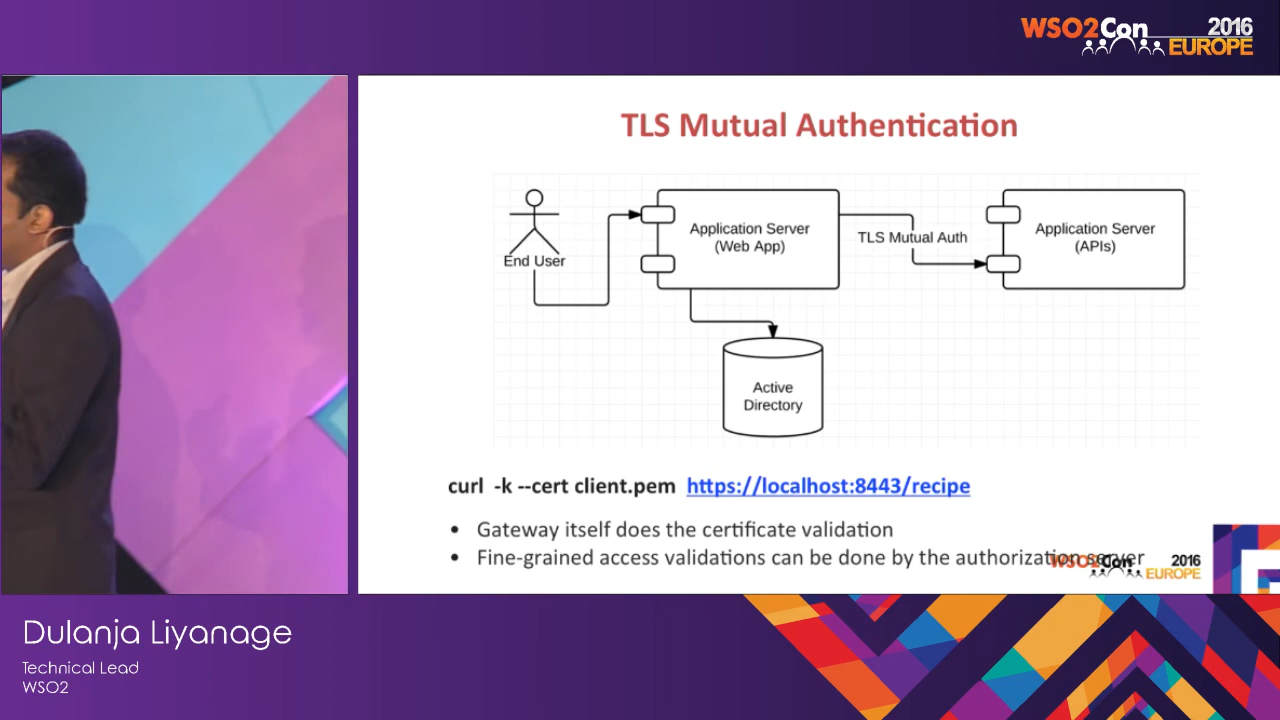 WSO2Con 2016
EUROPE
TLS Mutual Authentication
End User
Application Server
(Web App)
TLS Mutual Auth
Application Server
(APIs)
Active
Directory
curl -k --cert client.pem https://localhost:8443/recipe
• Gateway itself does the certificate validation
• Fine-grained access validations can be done by the authorization server
WSO2Con 2016
EUROPE
Dulanja Liyanage
Technical Lead
WSO2